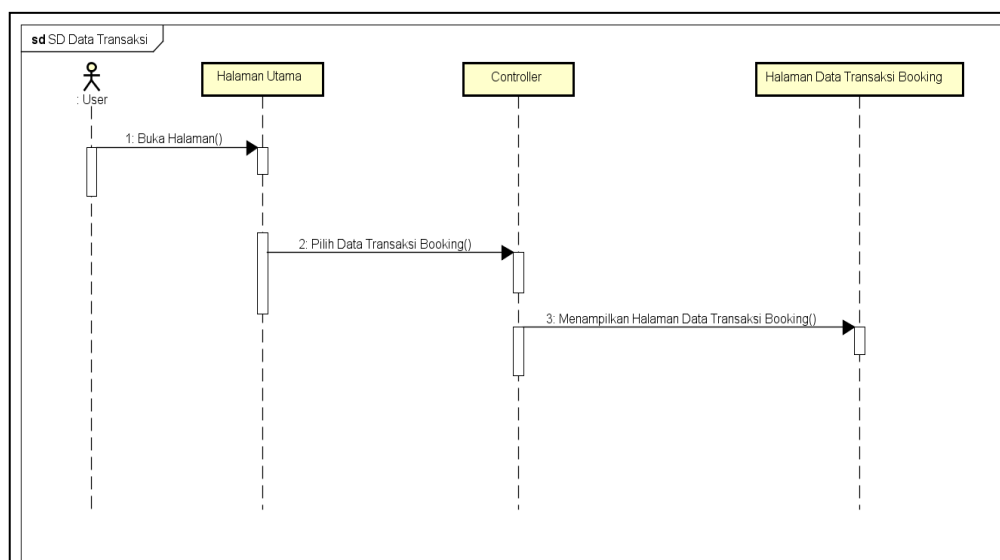 sd SD Data Transaksi
: User
Halaman Utama
Controller
Halaman Data Transaksi Booking
1: Buka Halaman()
2: Pilih Data Transaksi Booking()
3: Menampilkan Halaman Data Transaksi Booking()